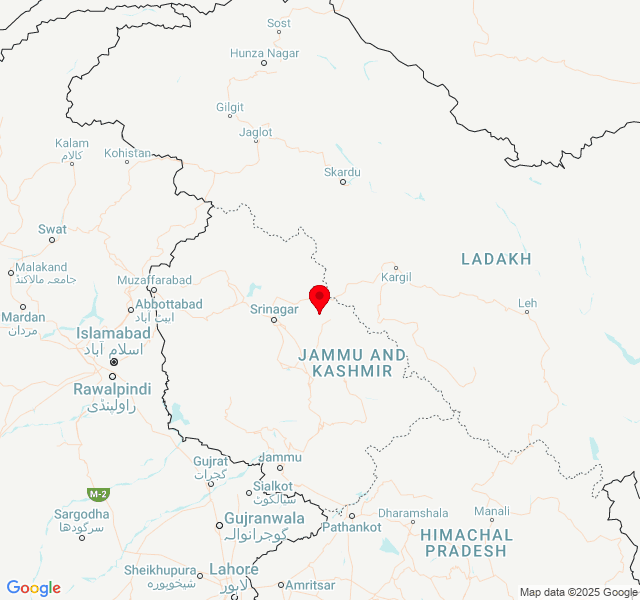 Sost
Hunza Nagar
Gilgit
Jaglot
Kalam
كالام
Kohistan
Skardu
Swat
LADAKH
Malakand
جامعہ مالاکنڈ
Muzaffarabad
Kargil
Abbottabad
ایبٹ آباد
Leh
Mardan
مردان
Srinagar
Islamabad
اسلام آباد
JAMMU AND
KASHMIR
Rawalpindi
راولپنڈی
Jammu
Gujrat
گجرات
Sialkot
سیالکوٹ
M-2
Sargodha
سرگودھا
Gujranwala
گوجرانوالہ
Pathankot
Dharamshala
Manali
HIMACHAL
PRADESH
Sheikhupura
شیخوپورہ
Lahore
لاہور
Amritsar
Google
Map data ©2025 Google